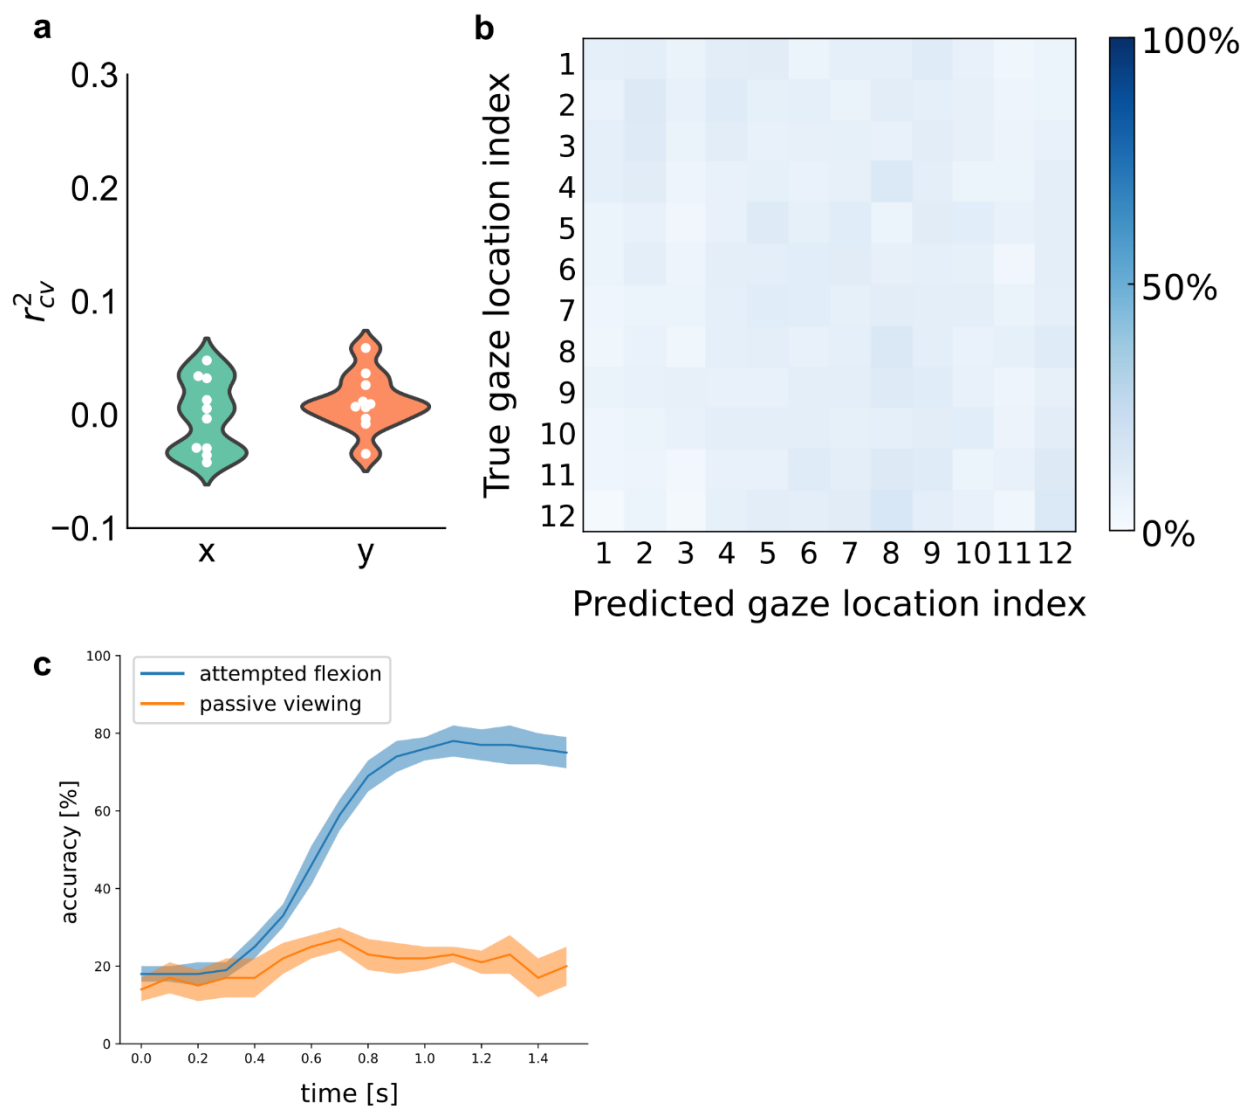 a
0.3
0.2
0.1
0.0
−0.1
r²cv
x y
b
True gaze location index
1
2
3
4
5
6
7
8
9
10
11
12
1 2 3 4 5 6 7 8 9 10 11 12
Predicted gaze location index
100%
50%
0%
c
attempted flexion
passive viewing
accuracy [%]
100
80
60
40
20
0
0.0 0.2 0.4 0.6 0.8 1.0 1.2 1.4
time [s]